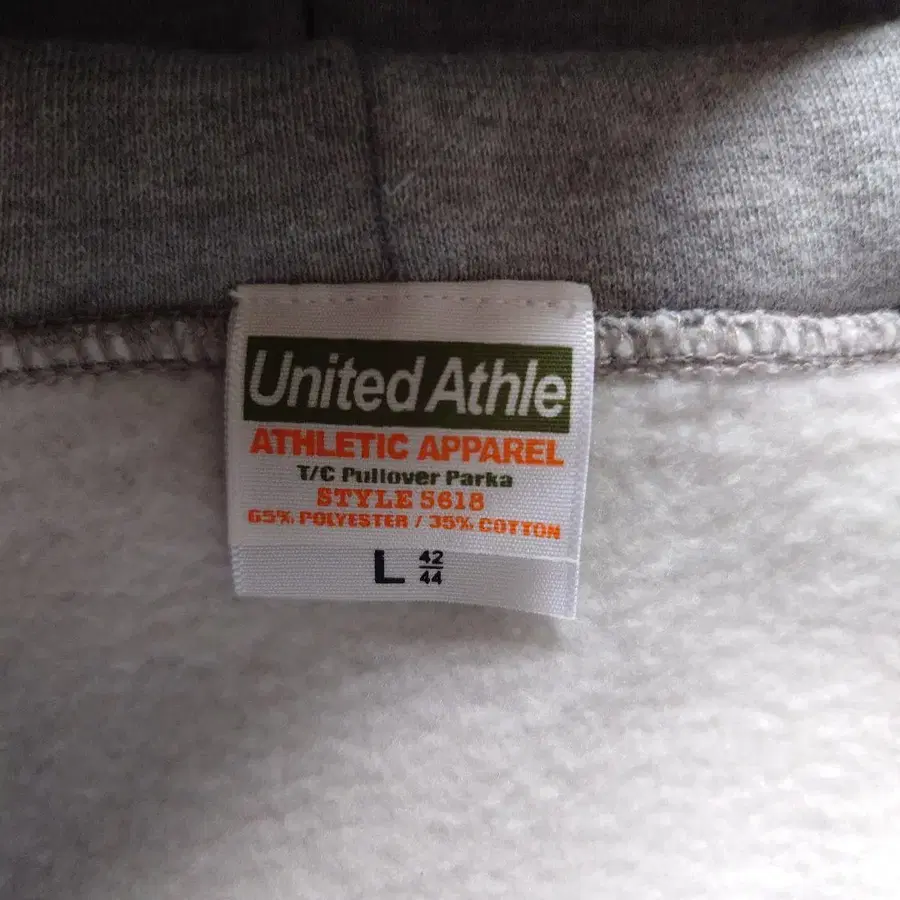 United Athle
ATHLETIC APPAREL
T/C Pullover Parka
STYLE 5618
65% POLYESTER / 35% COTTON
L 42
44